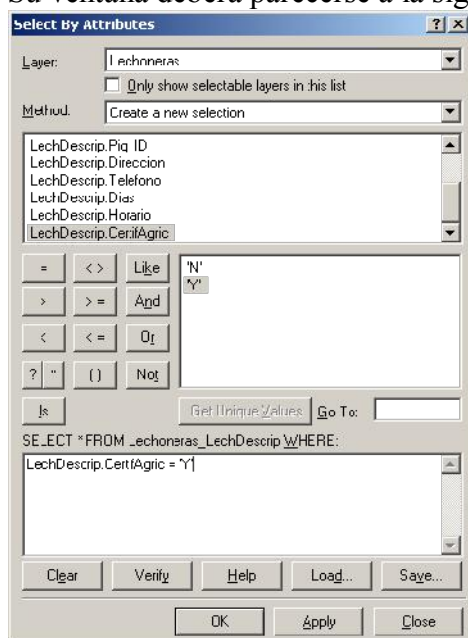 Su ventana deberá parecerse a la sig
Select By Attributes
Layer: Lechoneras
Only show selectable layers in this list
Method: Create a new selection
LechDescrip.Pig_ID
LechDescrip.Direccion
LechDescrip.Telefono
LechDescrip.Dias
LechDescrip.Horario
LechDescrip.CertifAgric
= < > Like 'N'
'Y'
> > = And
< < = Or
? " ( ) Not
Is Get Unique Values Go To:
SELECT * FROM Lechoneras_LechDescrip WHERE:
LechDescrip.CertifAgric = 'Y'
Clear Verify Help Load... Save...
OK Apply Close